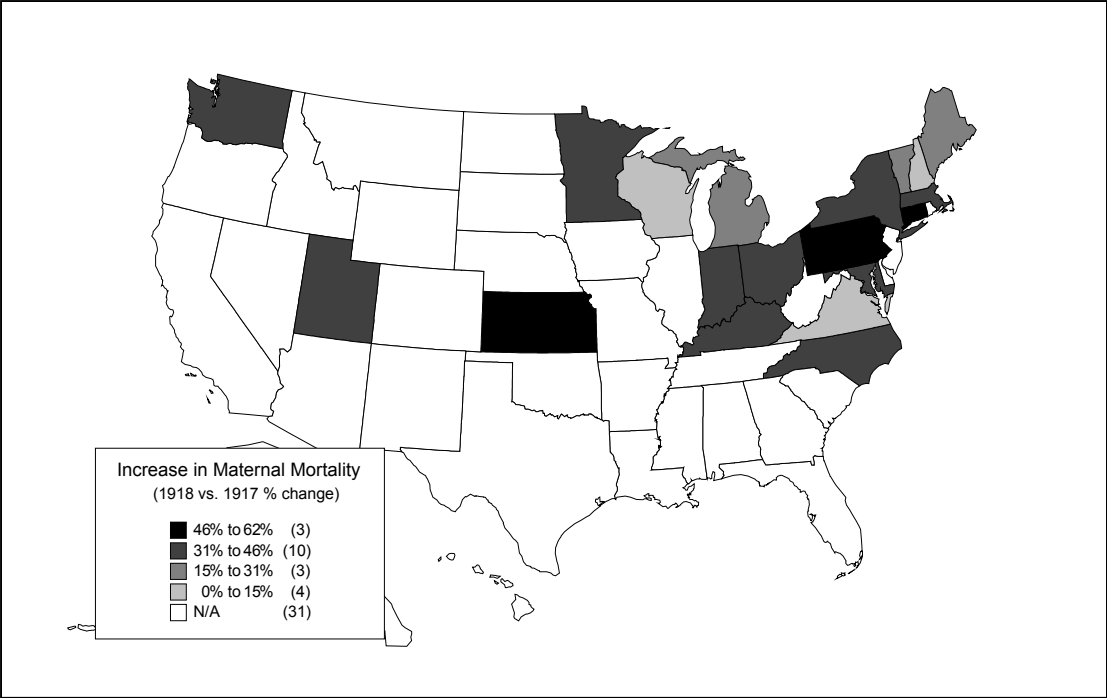 Increase in Maternal Mortality
(1918 vs. 1917 % change)
46% to 62% (3)
31% to 46% (10)
15% to 31% (3)
0% to 15% (4)
N/A (31)